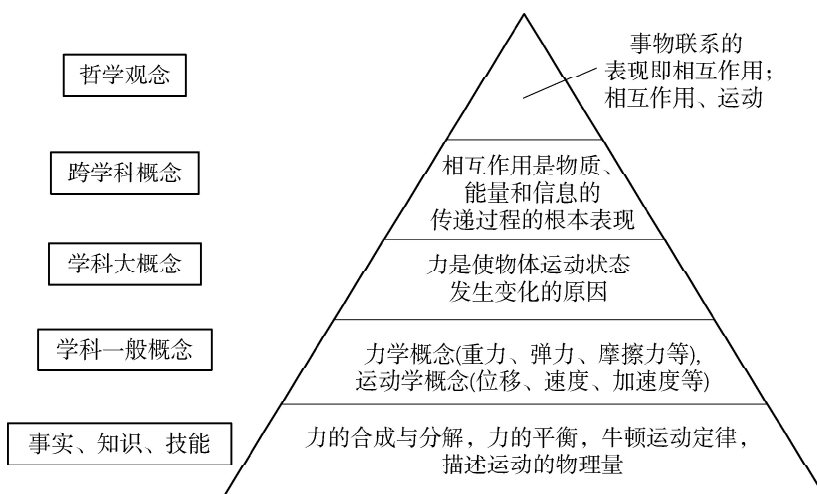 哲学观念
事物联系的
表现即相互作用；
相互作用、运动
跨学科概念
相互作用是物质、
能量和信息的
传递过程的根本表现
学科大概念
力是使物体运动状态
发生变化的原因
学科一般概念
力学概念(重力、弹力、摩擦力等),
运动学概念(位移、速度、加速度等)
事实、知识、技能
力的合成与分解，力的平衡，牛顿运动定律，
描述运动的物理量